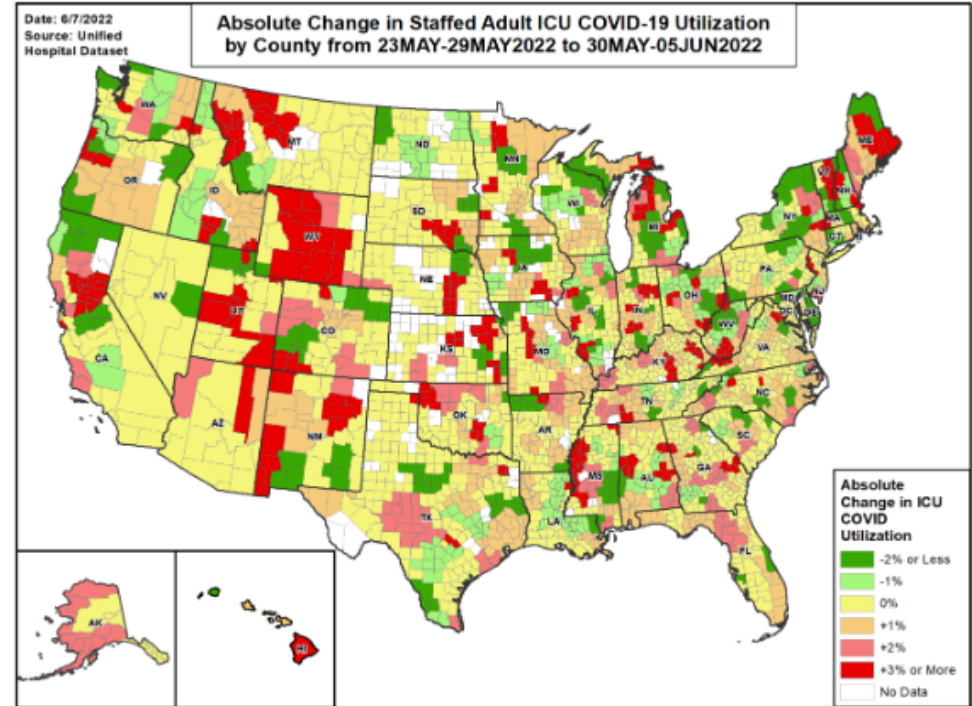 Date: 6/7/2022
Source: Unified
Hospital Dataset
Absolute Change in Staffed Adult ICU COVID-19 Utilization
by County from 23MAY-29MAY2022 to 30MAY-05JUN2022
WA
MT
ND
MN
ME
OR
ID
SD
WI
MI
VT
NH
NY
MA
CT
WY
IA
PA
NJ
NV
NE
IL
IN
OH
MD
DE
DC
UT
CO
KS
MO
WV
VA
KY
CA
AZ
NM
OK
AR
TN
NC
SC
MS
AL
GA
TX
LA
FL
AK
HI
Absolute
Change in ICU
COVID
Utilization
-2% or Less
-1%
0%
+1%
+2%
+3% or More
No Data